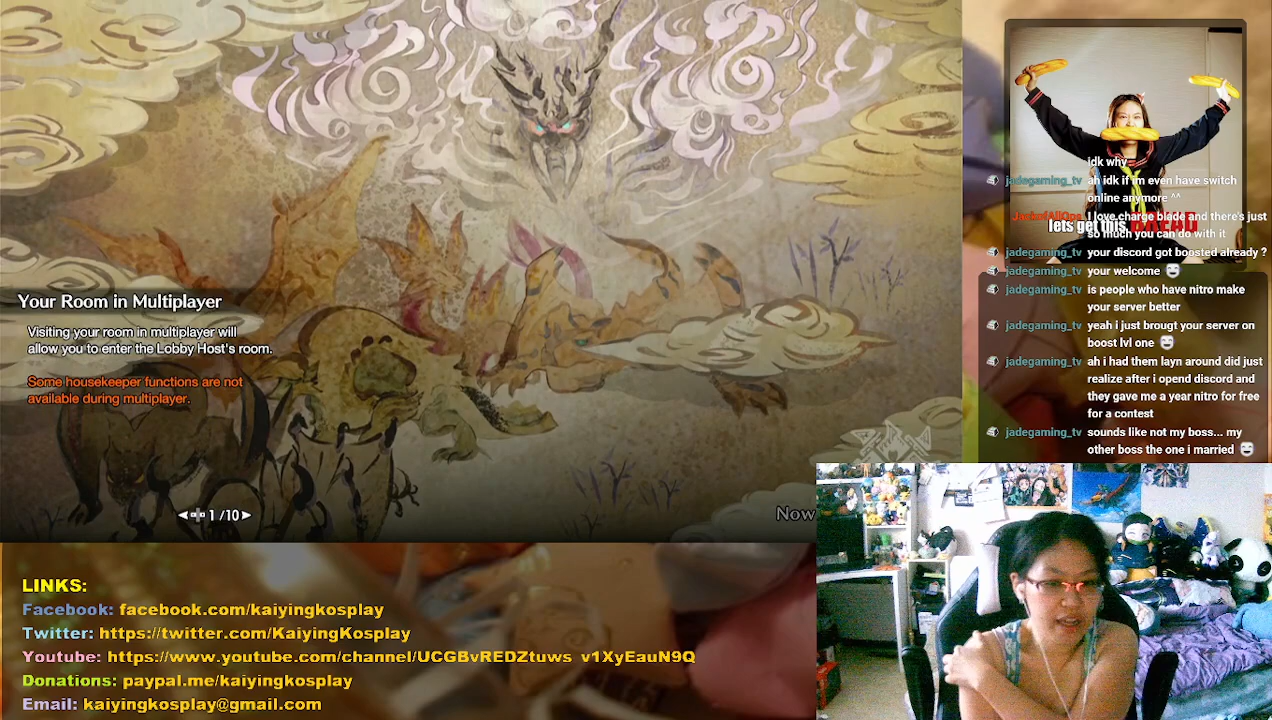 Your Room in Multiplayer
Visiting your room in multiplayer will
allow you to enter the Lobby Host's room.
Some housekeeper functions are not
available during multiplayer.
1 /10
Now
LINKS:
Facebook: facebook.com/kaiyingkosplay
Twitter: https://twitter.com/KaiyingKosplay
Youtube: https://www.youtube.com/channel/UCGBvREDZtuws_v1XyEauN9Q
Donations: paypal.me/kaiyingkosplay
Email: kaiyingkosplay@gmail.com
idk why
jadegaming_tv ah idk if im even have switch
online anymore ^^
I love charge blade and there's just
so much you can do with it
lets get this BREAD
jadegaming_tv your discord got boosted already ?
jadegaming_tv your welcome
jadegaming_tv is people who have nitro make
your server better
jadegaming_tv yeah i just brougt your server on
boost lvl one
jadegaming_tv ah i had them layn around did just
realize after i opend discord and
they gave me a year nitro for free
for a contest
jadegaming_tv sounds like not my boss... my
other boss the one i married